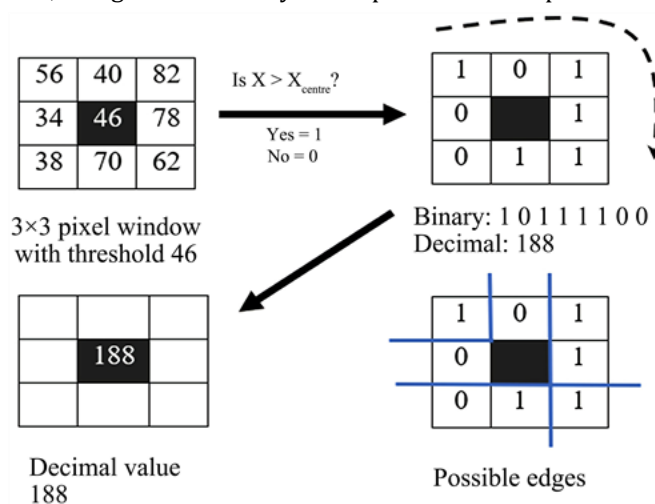 56 40 82
34 46 78
38 70 62
3×3 pixel window
with threshold 46
Is X > Xcentre?
Yes = 1
No = 0
1 0 1
0 1
0 1 1
Binary: 1 0 1 1 1 1 0 0
Decimal: 188
188
Decimal value
188
1 0 1
0 1
0 1 1
Possible edges